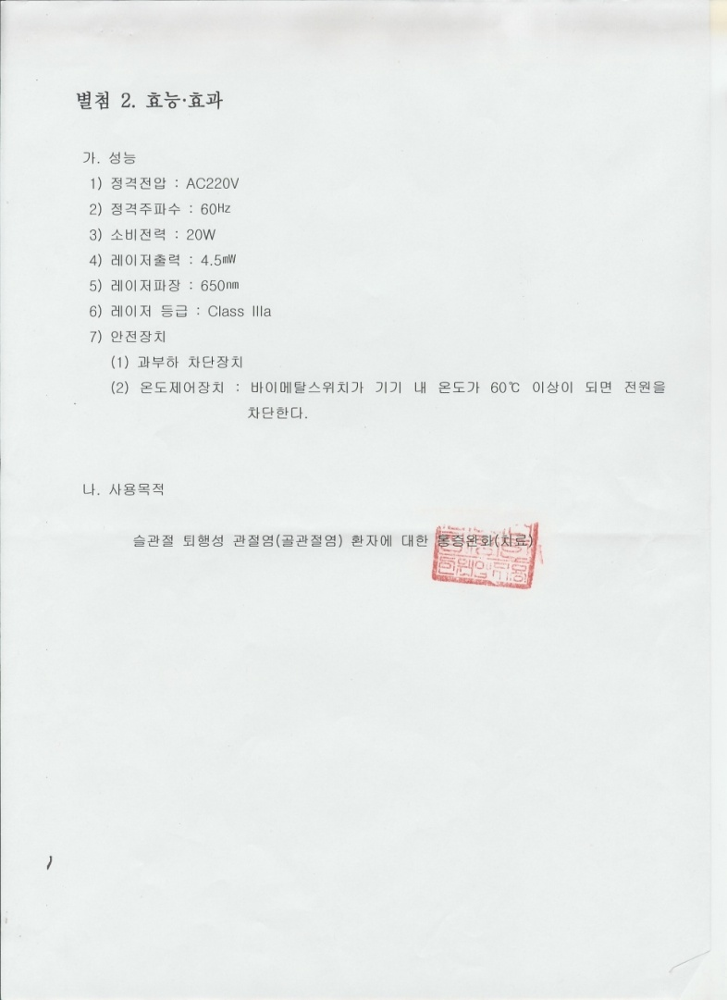 별첨 2. 효능·효과
가. 성능
1) 정격전압 : AC220V
2) 정격주파수 : 60Hz
3) 소비전력 : 20W
4) 레이저출력 : 4.5mW
5) 레이저파장 : 650nm
6) 레이저 등급 : Class IIIa
7) 안전장치
(1) 과부하 차단장치
(2) 온도제어장치 : 바이메탈스위치가 기기 내 온도가 60℃ 이상이 되면 전원을
차단한다.
나. 사용목적
슬관절 퇴행성 관절염(골관절염) 환자에 대한 통증완화(치료)